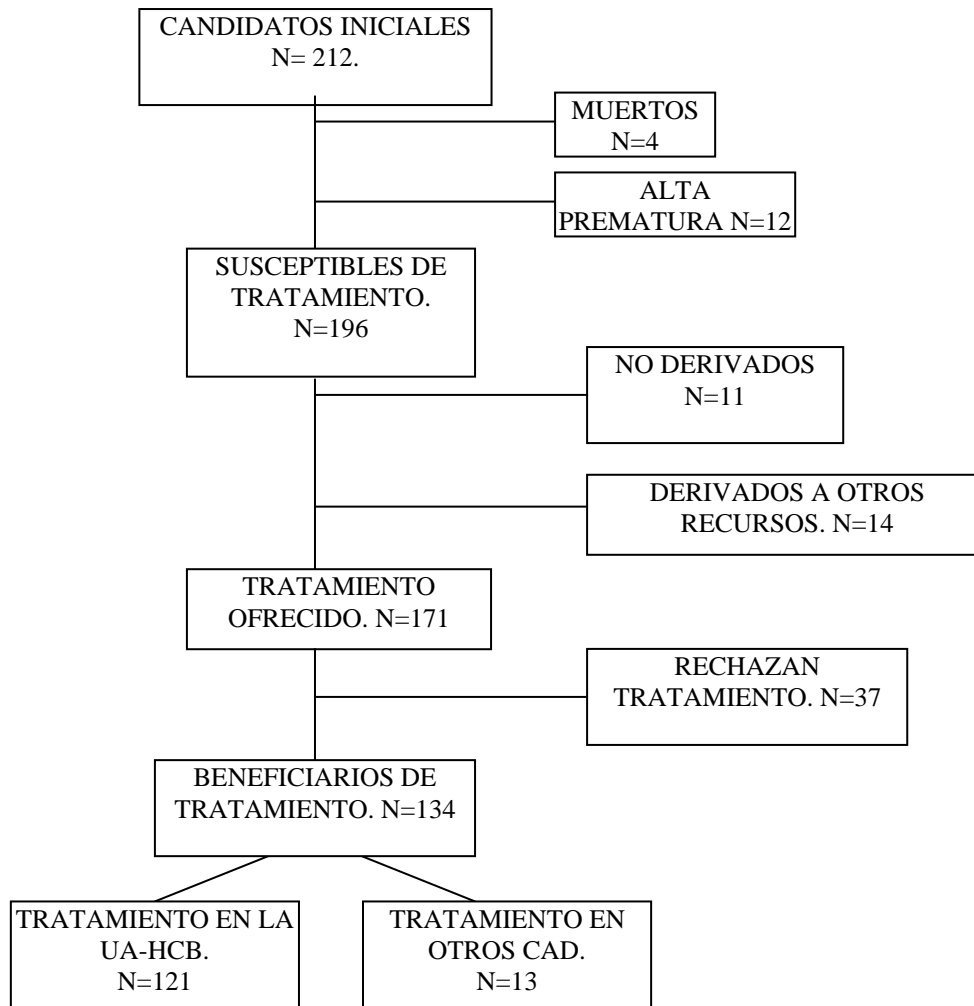 CANDIDATOS INICIALES
N= 212.
MUERTOS
N=4
ALTA
PREMATURA N=12
SUSCEPTIBLES DE
TRATAMIENTO.
N=196
NO DERIVADOS
N=11
DERIVADOS A OTROS
RECURSOS. N=14
TRATAMIENTO
OFRECIDO. N=171
RECHAZAN
TRATAMIENTO. N=37
BENEFICIARIOS DE
TRATAMIENTO. N=134
TRATAMIENTO EN LA
UA-HCB.
N=121
TRATAMIENTO EN
OTROS CAD.
N=13